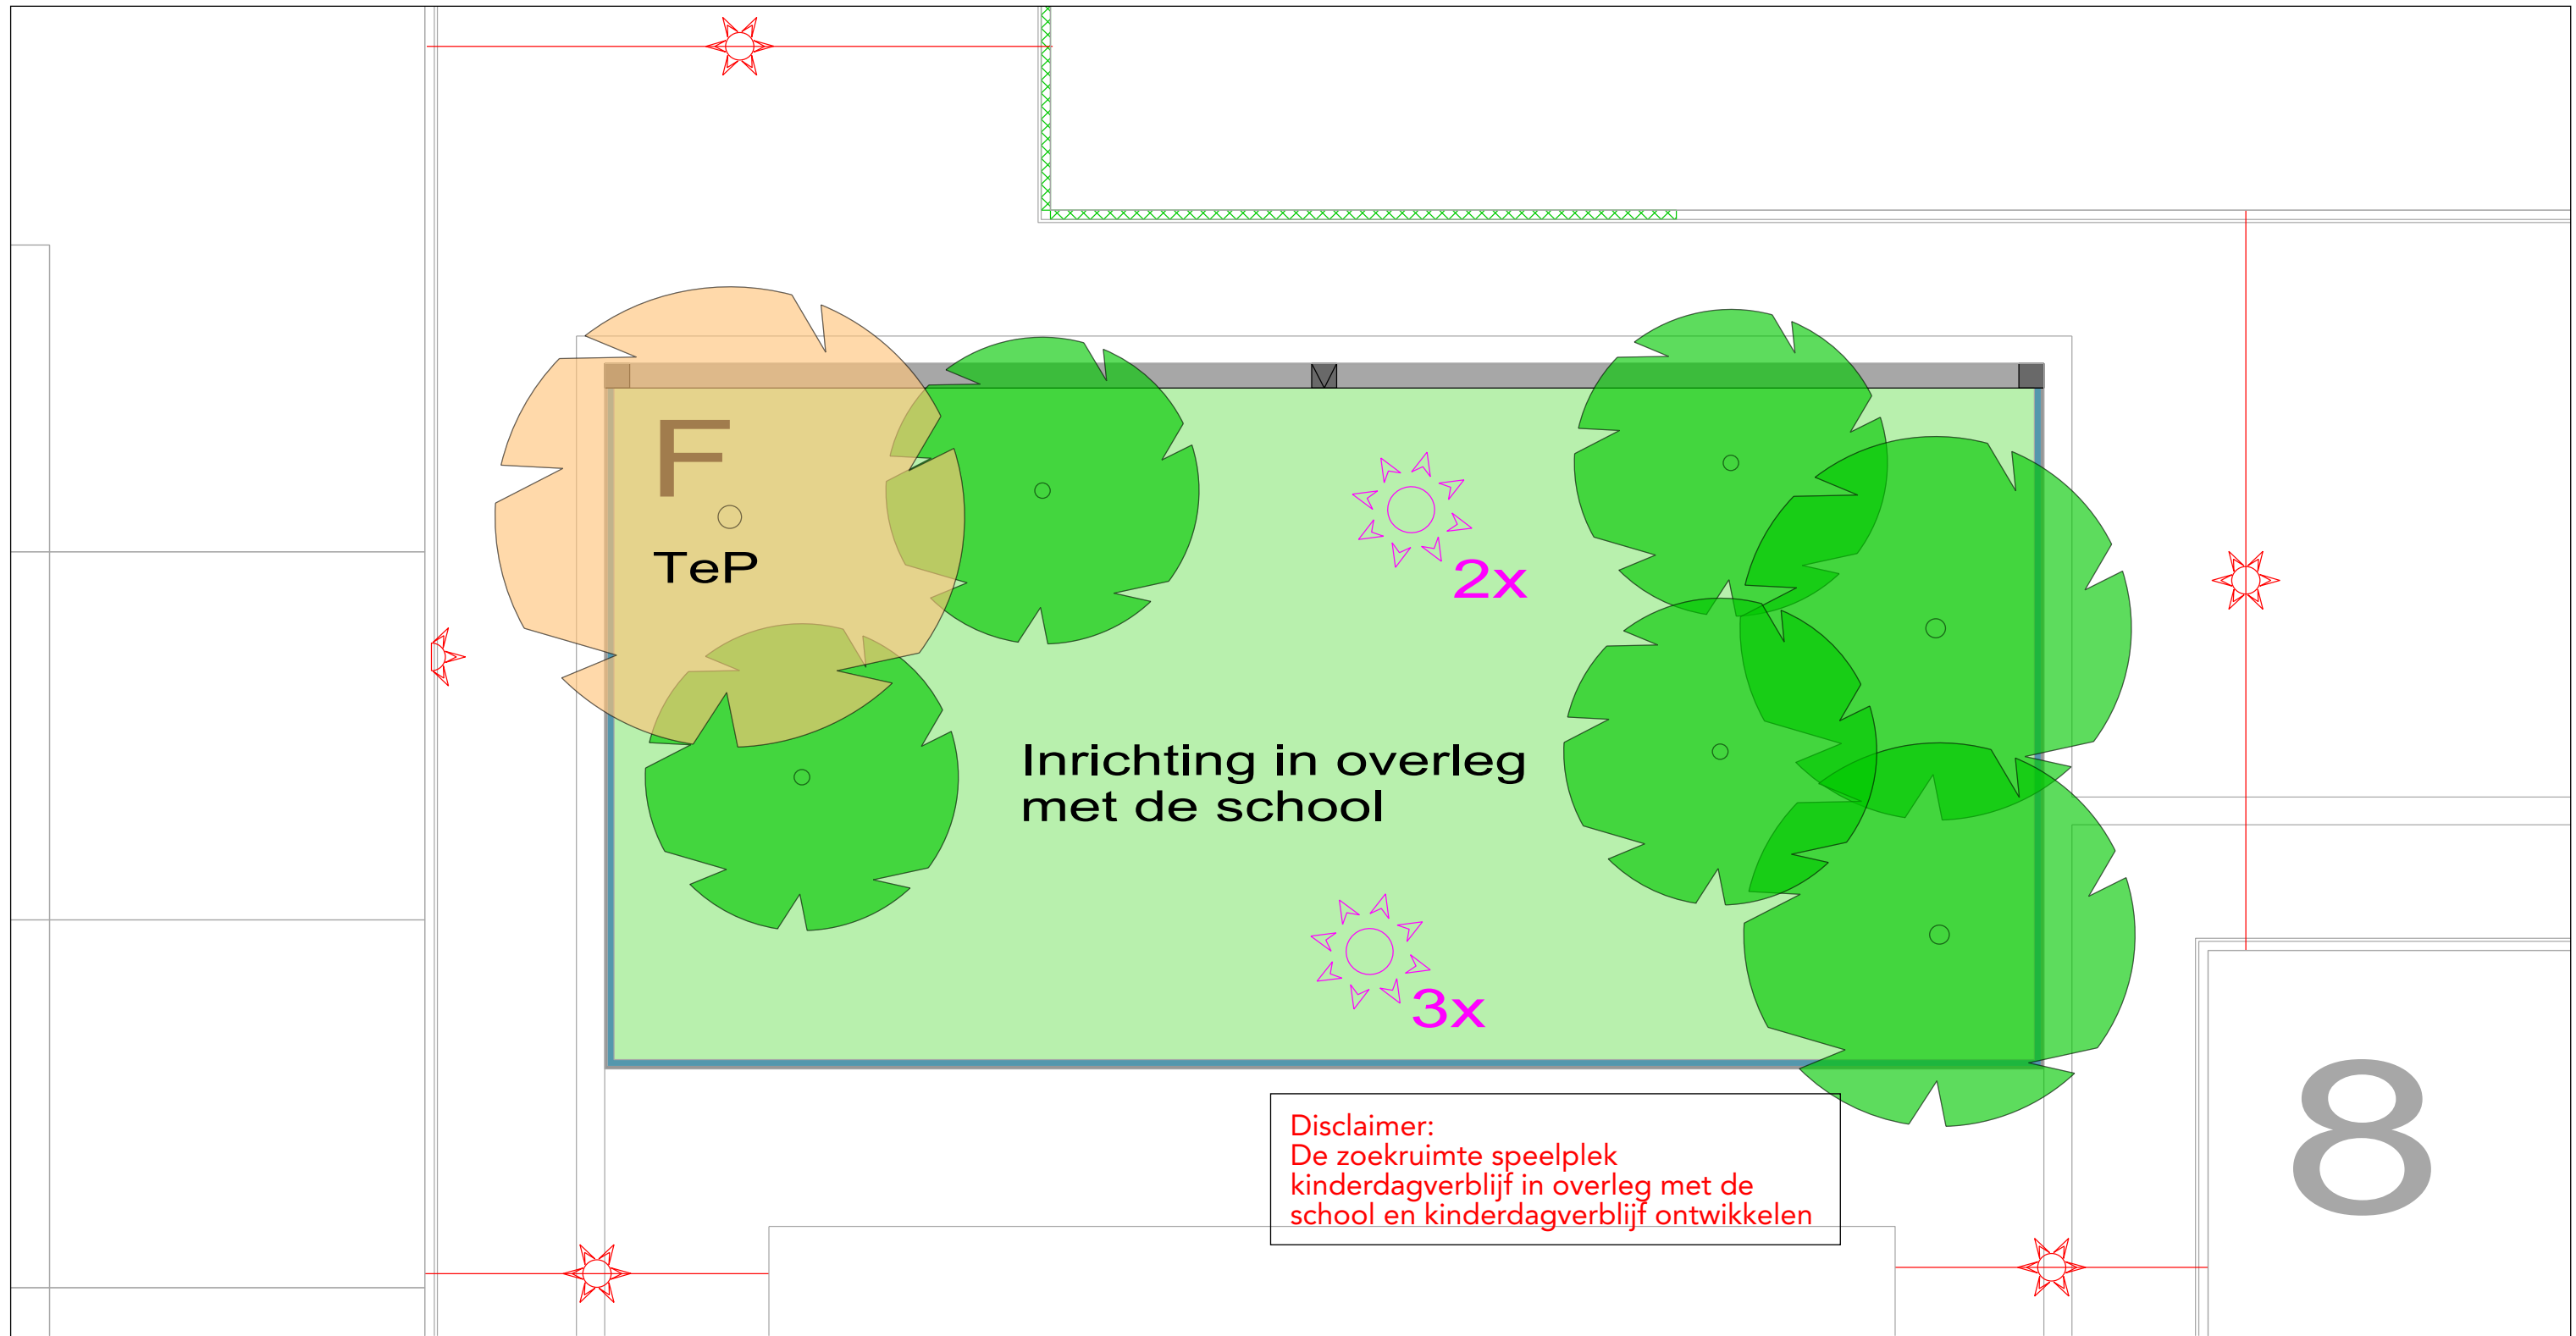 F
TeP
2x
Inrichting in overleg
met de school
3x
Disclaimer:
De zoekruimte speelplek
kinderdagverblijf in overleg met de
school en kinderdagverblijf ontwikkelen
8